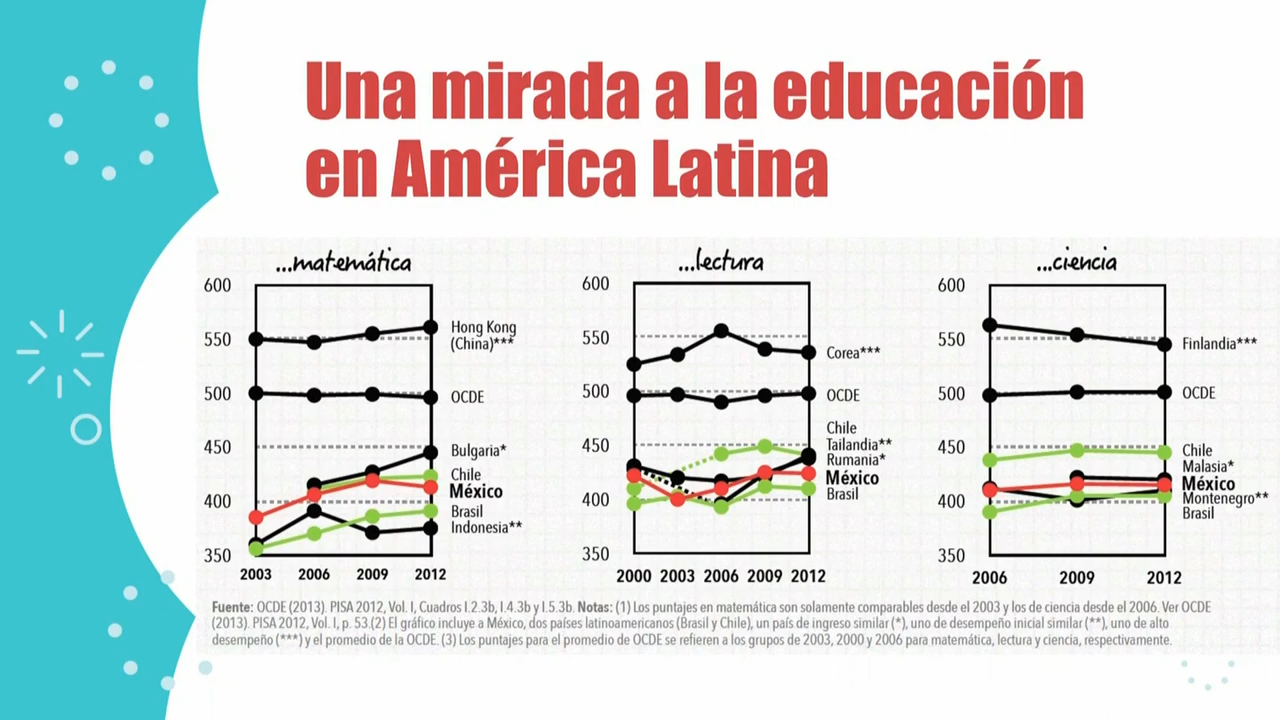 Una mirada a la educación
en América Latina
...matemática
600
550
500
450
400
350
2003 2006 2009 2012
Hong Kong
(China)***
OCDE
Bulgaria*
Chile
México
Brasil
Indonesia**
...lectura
600
550
500
450
400
350
2000 2003 2006 2009 2012
Corea***
OCDE
Chile
Tailandia**
Rumania*
México
Brasil
...ciencia
600
550
500
450
400
350
2006 2009 2012
Finlandia***
OCDE
Chile
Malasia*
México
Montenegro**
Brasil
Fuente: OCDE (2013). PISA 2012, Vol. I, Cuadros I.2.3b, I.4.3b y I.5.3b. Notas: (1) Los puntajes en matemática son solamente comparables desde el 2003 y los de ciencia desde el 2006. Ver OCDE
(2013). PISA 2012, Vol. I, p. 53.(2) El gráfico incluye a México, dos países latinoamericanos (Brasil y Chile), un país de ingreso similar (*), uno de desempeño inicial similar (**), uno de alto
desempeño (***) y el promedio de la OCDE. (3) Los puntajes para el promedio de OCDE se refieren a los grupos de 2003, 2000 y 2006 para matemática, lectura y ciencia, respectivamente.